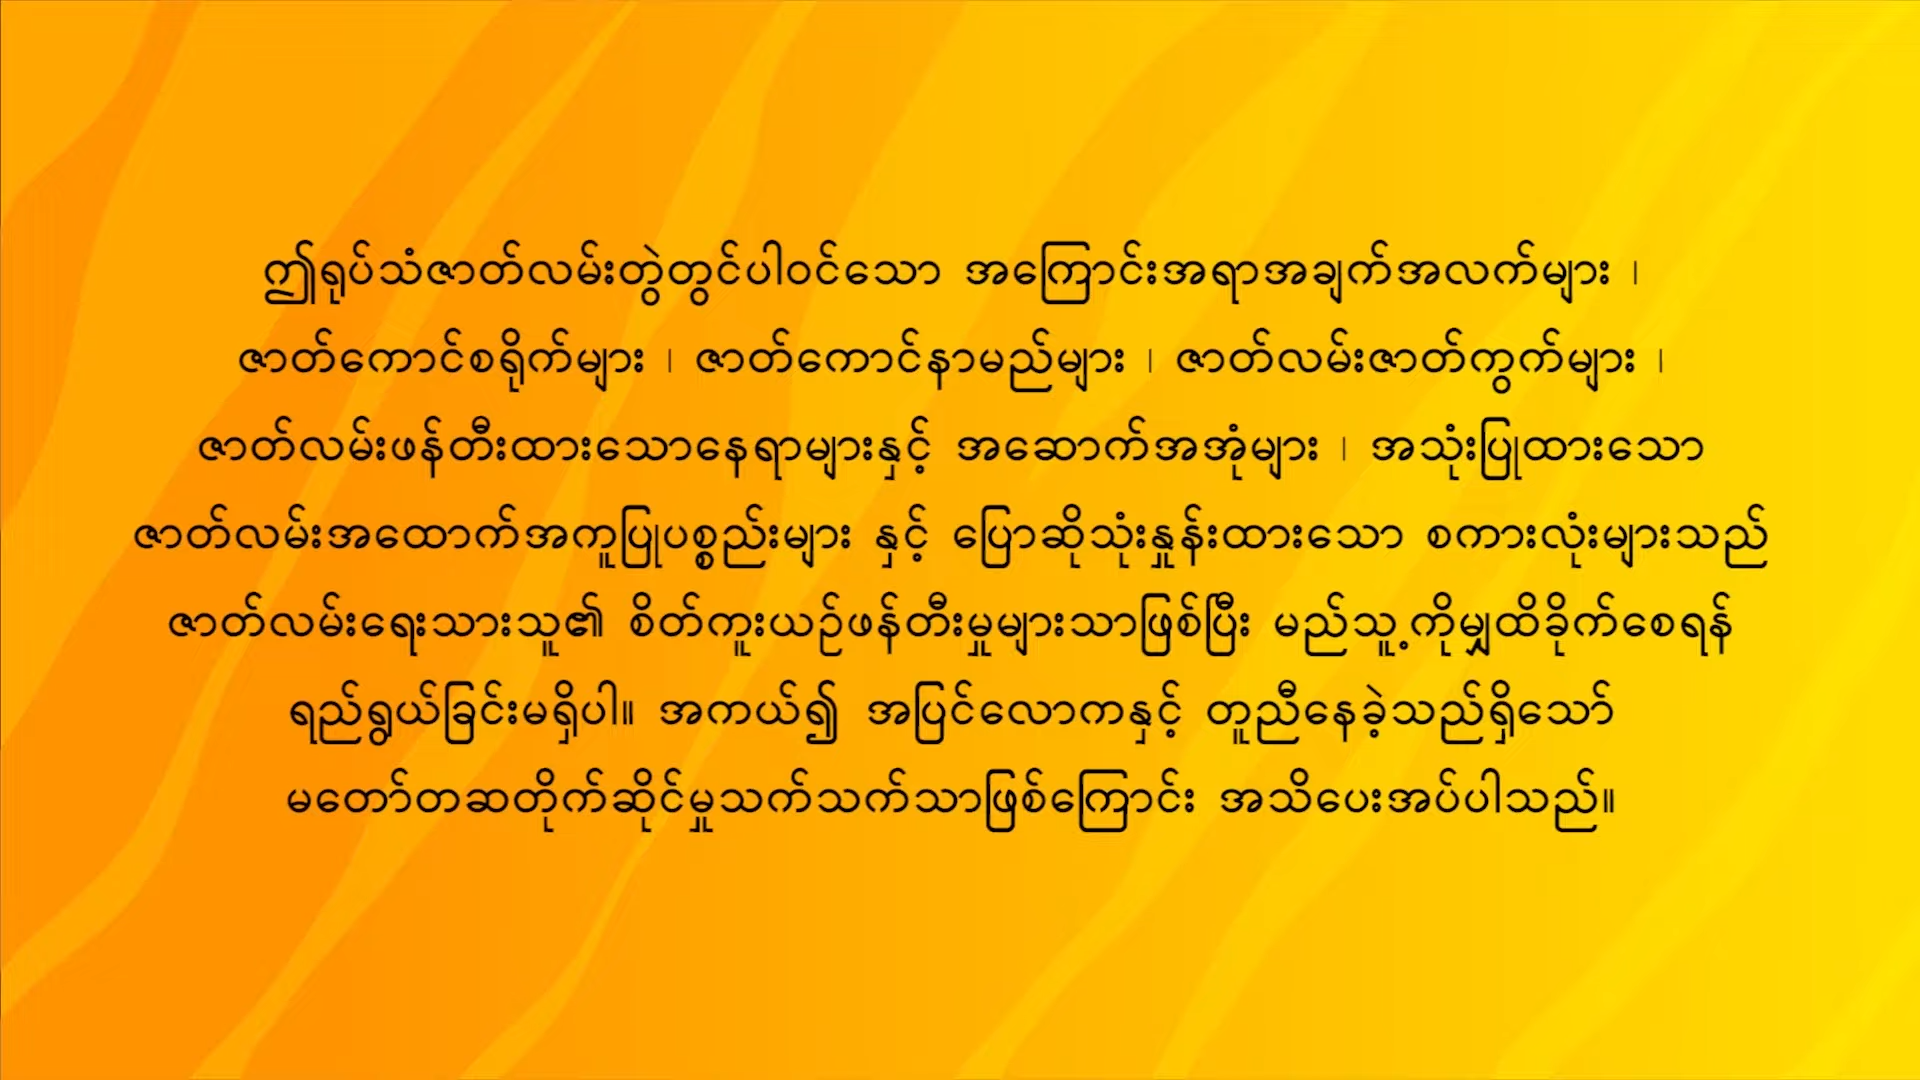 ဤရုပ်သံဇာတ်လမ်းတွဲတွင်ပါဝင်သော အကြောင်းအရာအချက်အလက်များ ၊
ဇာတ်ကောင်စရိုက်များ ၊ ဇာတ်ကောင်နာမည်များ ၊ ဇာတ်လမ်းဇာတ်ကွက်များ ၊
ဇာတ်လမ်းဖန်တီးထားသောနေရာများနှင့် အဆောက်အအုံများ ၊ အသုံးပြုထားသော
ဇာတ်လမ်းအထောက်အကူပြုပစ္စည်းများ နှင့် ပြောဆိုသုံးနှုန်းထားသော စကားလုံးများသည်
ဇာတ်လမ်းရေးသားသူ၏ စိတ်ကူးယဉ်ဖန်တီးမှုများသာဖြစ်ပြီး မည်သူ့ကိုမျှထိခိုက်စေရန်
ရည်ရွယ်ခြင်းမရှိပါ။ အကယ်၍ အပြင်လောကနှင့် တူညီနေခဲ့သည်ရှိသော်
မတော်တဆတိုက်ဆိုင်မှုသက်သက်သာဖြစ်ကြောင်း အသိပေးအပ်ပါသည်။